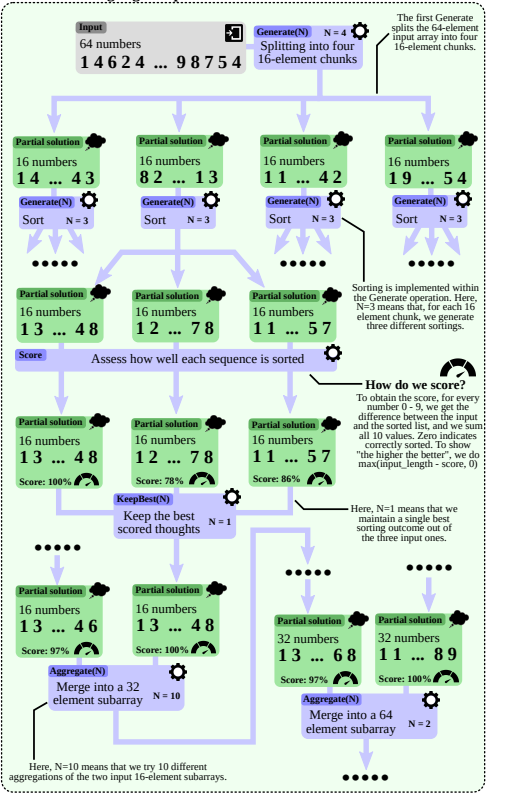 Input
64 numbers
1 4 6 2 4 ... 9 8 7 5 4
Generate(N) N = 4
Splitting into four
16-element chunks
The first Generate
splits the 64-element
input array into four
16-element chunks.
Partial solution
16 numbers
1 4 ... 4 3
Partial solution
16 numbers
8 2 ... 1 3
Partial solution
16 numbers
1 1 ... 4 2
Partial solution
16 numbers
1 9 ... 5 4
Generate(N)
Sort N = 3
Generate(N)
Sort N = 3
Generate(N)
Sort N = 3
Generate(N)
Sort N = 3
Sorting is implemented within
the Generate operation. Here,
N=3 means that, for each 16
element chunk, we generate
three different sortings.
Partial solution
16 numbers
1 3 ... 4 8
Partial solution
16 numbers
1 2 ... 7 8
Partial solution
16 numbers
1 1 ... 5 7
Score
Assess how well each sequence is sorted
How do we score?
To obtain the score, for every
number 0 - 9, we get the
difference between the input
and the sorted list, and we sum
all 10 values. Zero indicates
correctly sorted. To show
"the higher the better", we do
max(input_length - score, 0)
Partial solution
16 numbers
1 3 ... 4 8
Score: 100%
Partial solution
16 numbers
1 2 ... 7 8
Score: 78%
Partial solution
16 numbers
1 1 ... 5 7
Score: 86%
KeepBest(N)
Keep the best
scored thoughts N = 1
Here, N=1 means that we
maintain a single best
sorting outcome out of
the three input ones.
Partial solution
16 numbers
1 3 ... 4 6
Score: 97%
Partial solution
16 numbers
1 3 ... 4 8
Score: 100%
Partial solution
32 numbers
1 3 ... 6 8
Score: 97%
Partial solution
32 numbers
1 1 ... 8 9
Score: 100%
Aggregate(N)
Merge into a 32
element subarray N = 10
Aggregate(N)
Merge into a 64
element subarray N = 2
Here, N=10 means that we try 10 different
aggregations of the two input 16-element subarrays.